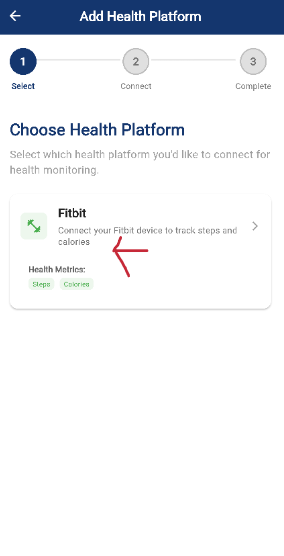 Add Health Platform
1 2 3
Select Connect Complete
Choose Health Platform
Select which health platform you'd like to connect for
health monitoring.
Fitbit
Connect your Fitbit device to track steps and
calories
Health Metrics:
Steps Calories